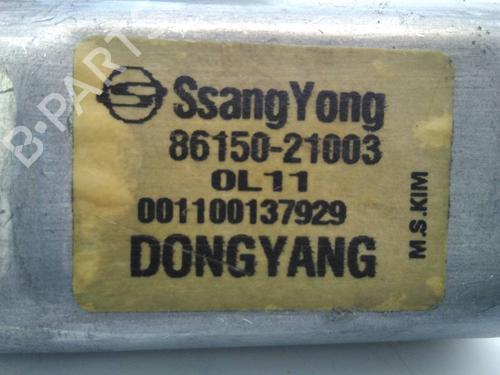 SsangYong
86150-21003
0L11
001100137929
DONGYANG
M.S.KIM
B-PARTS